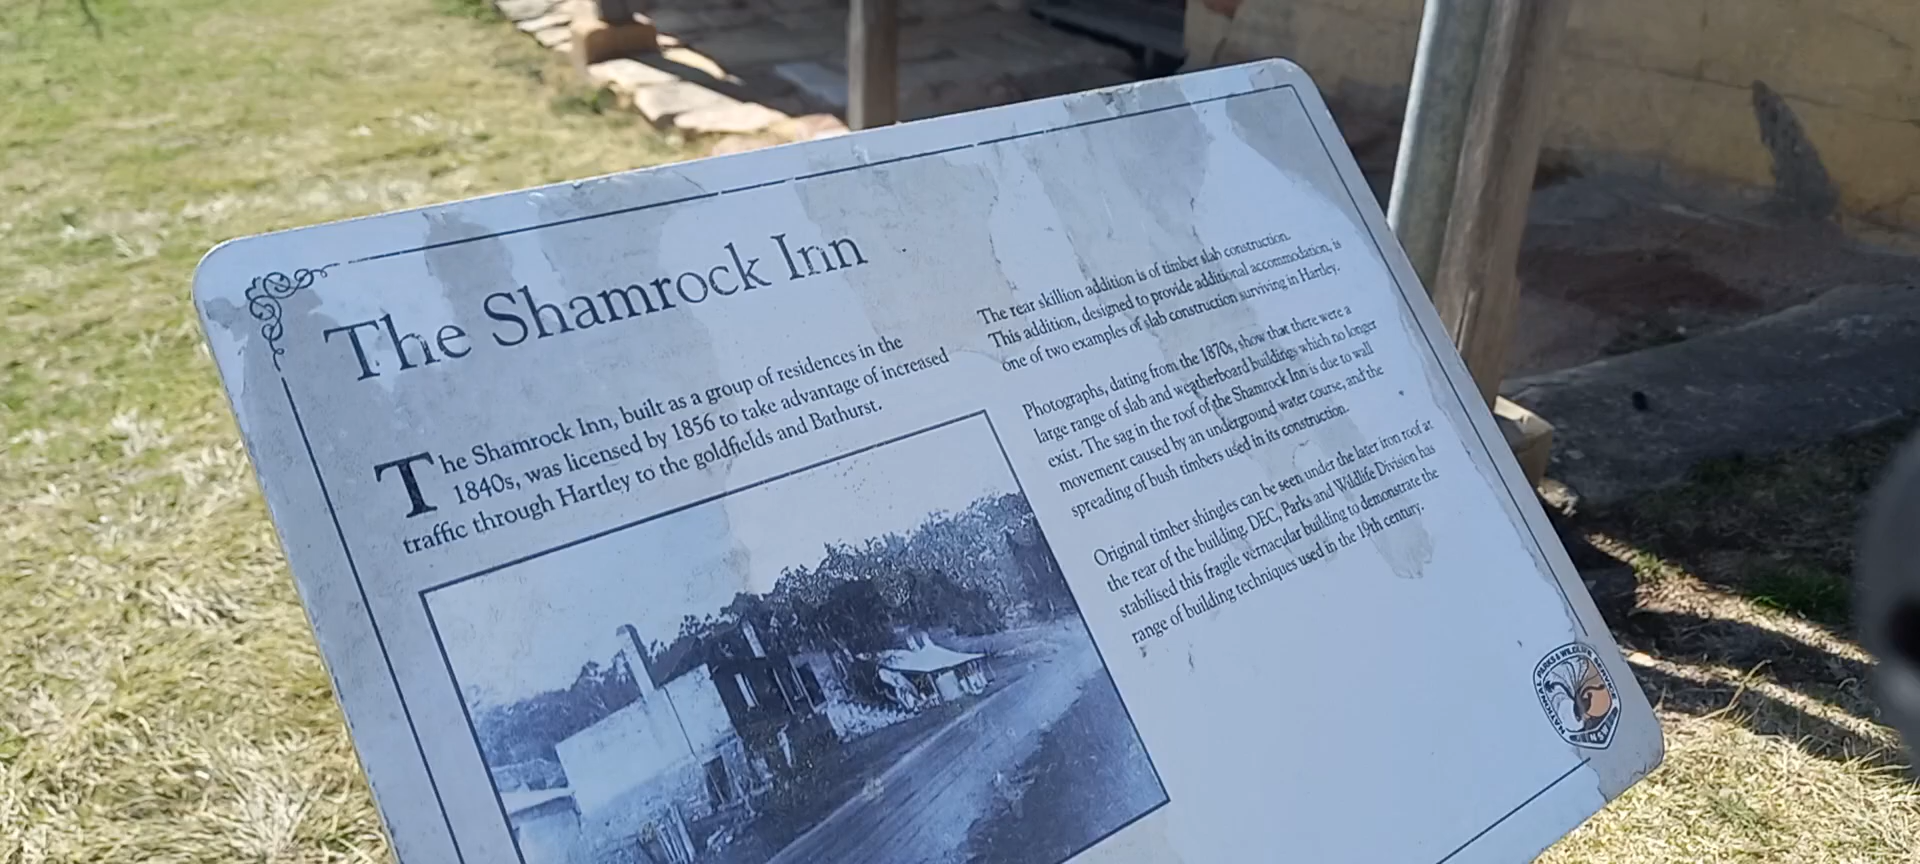 The Shamrock Inn
The Shamrock Inn, built as a group of residences in the
1840s, was licensed by 1856 to take advantage of increased
traffic through Hartley to the goldfields and Bathurst.
The rear skillion addition is of timber slab construction.
This addition, designed to provide additional accommodation, is
one of two examples of slab construction surviving in Hartley.
Photographs, dating from the 1870s, show that there were a
large range of slab and weatherboard buildings which no longer
exist. The sag in the roof of the Shamrock Inn is due to wall
movement caused by an underground water course, and the
spreading of bush timbers used in its construction.
Original timber shingles can be seen under the later iron roof at
the rear of the building. DEC, Parks and Wildlife Division has
stabilised this fragile vernacular building to demonstrate the
range of building techniques used in the 19th century.
NATIONAL PARKS & WILDLIFE SERVICE
NSW